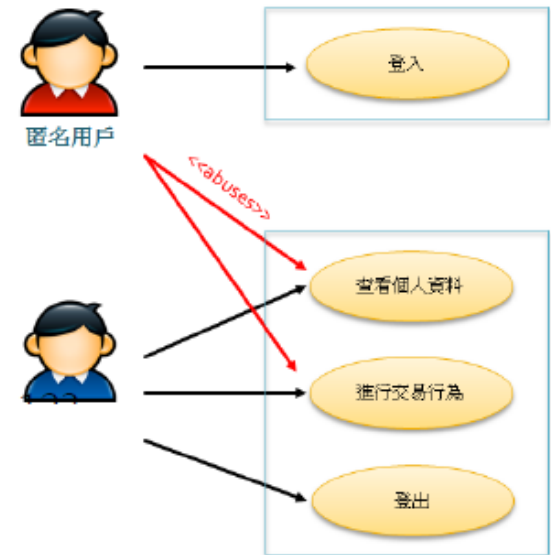 登入
匿名用戶
<<abuses>>
查看個人資料
進行交易行為
登出